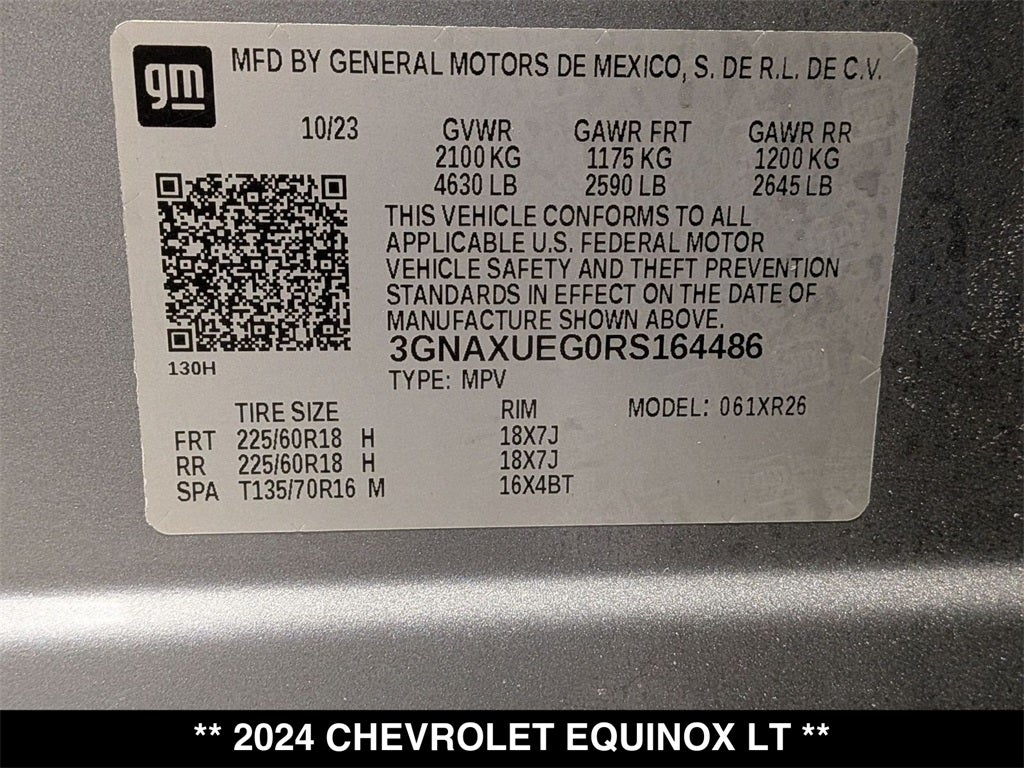 gm
MFD BY GENERAL MOTORS DE MEXICO, S. DE R.L. DE C.V.
10/23 GVWR GAWR FRT GAWR RR
2100 KG 1175 KG 1200 KG
4630 LB 2590 LB 2645 LB
THIS VEHICLE CONFORMS TO ALL
APPLICABLE U.S. FEDERAL MOTOR
VEHICLE SAFETY AND THEFT PREVENTION
STANDARDS IN EFFECT ON THE DATE OF
MANUFACTURE SHOWN ABOVE.
3GNAXUEG0RS164486
130H
TYPE: MPV
TIRE SIZE RIM MODEL: 061XR26
FRT 225/60R18 H 18X7J
RR 225/60R18 H 18X7J
SPA T135/70R16 M 16X4BT
** 2024 CHEVROLET EQUINOX LT **